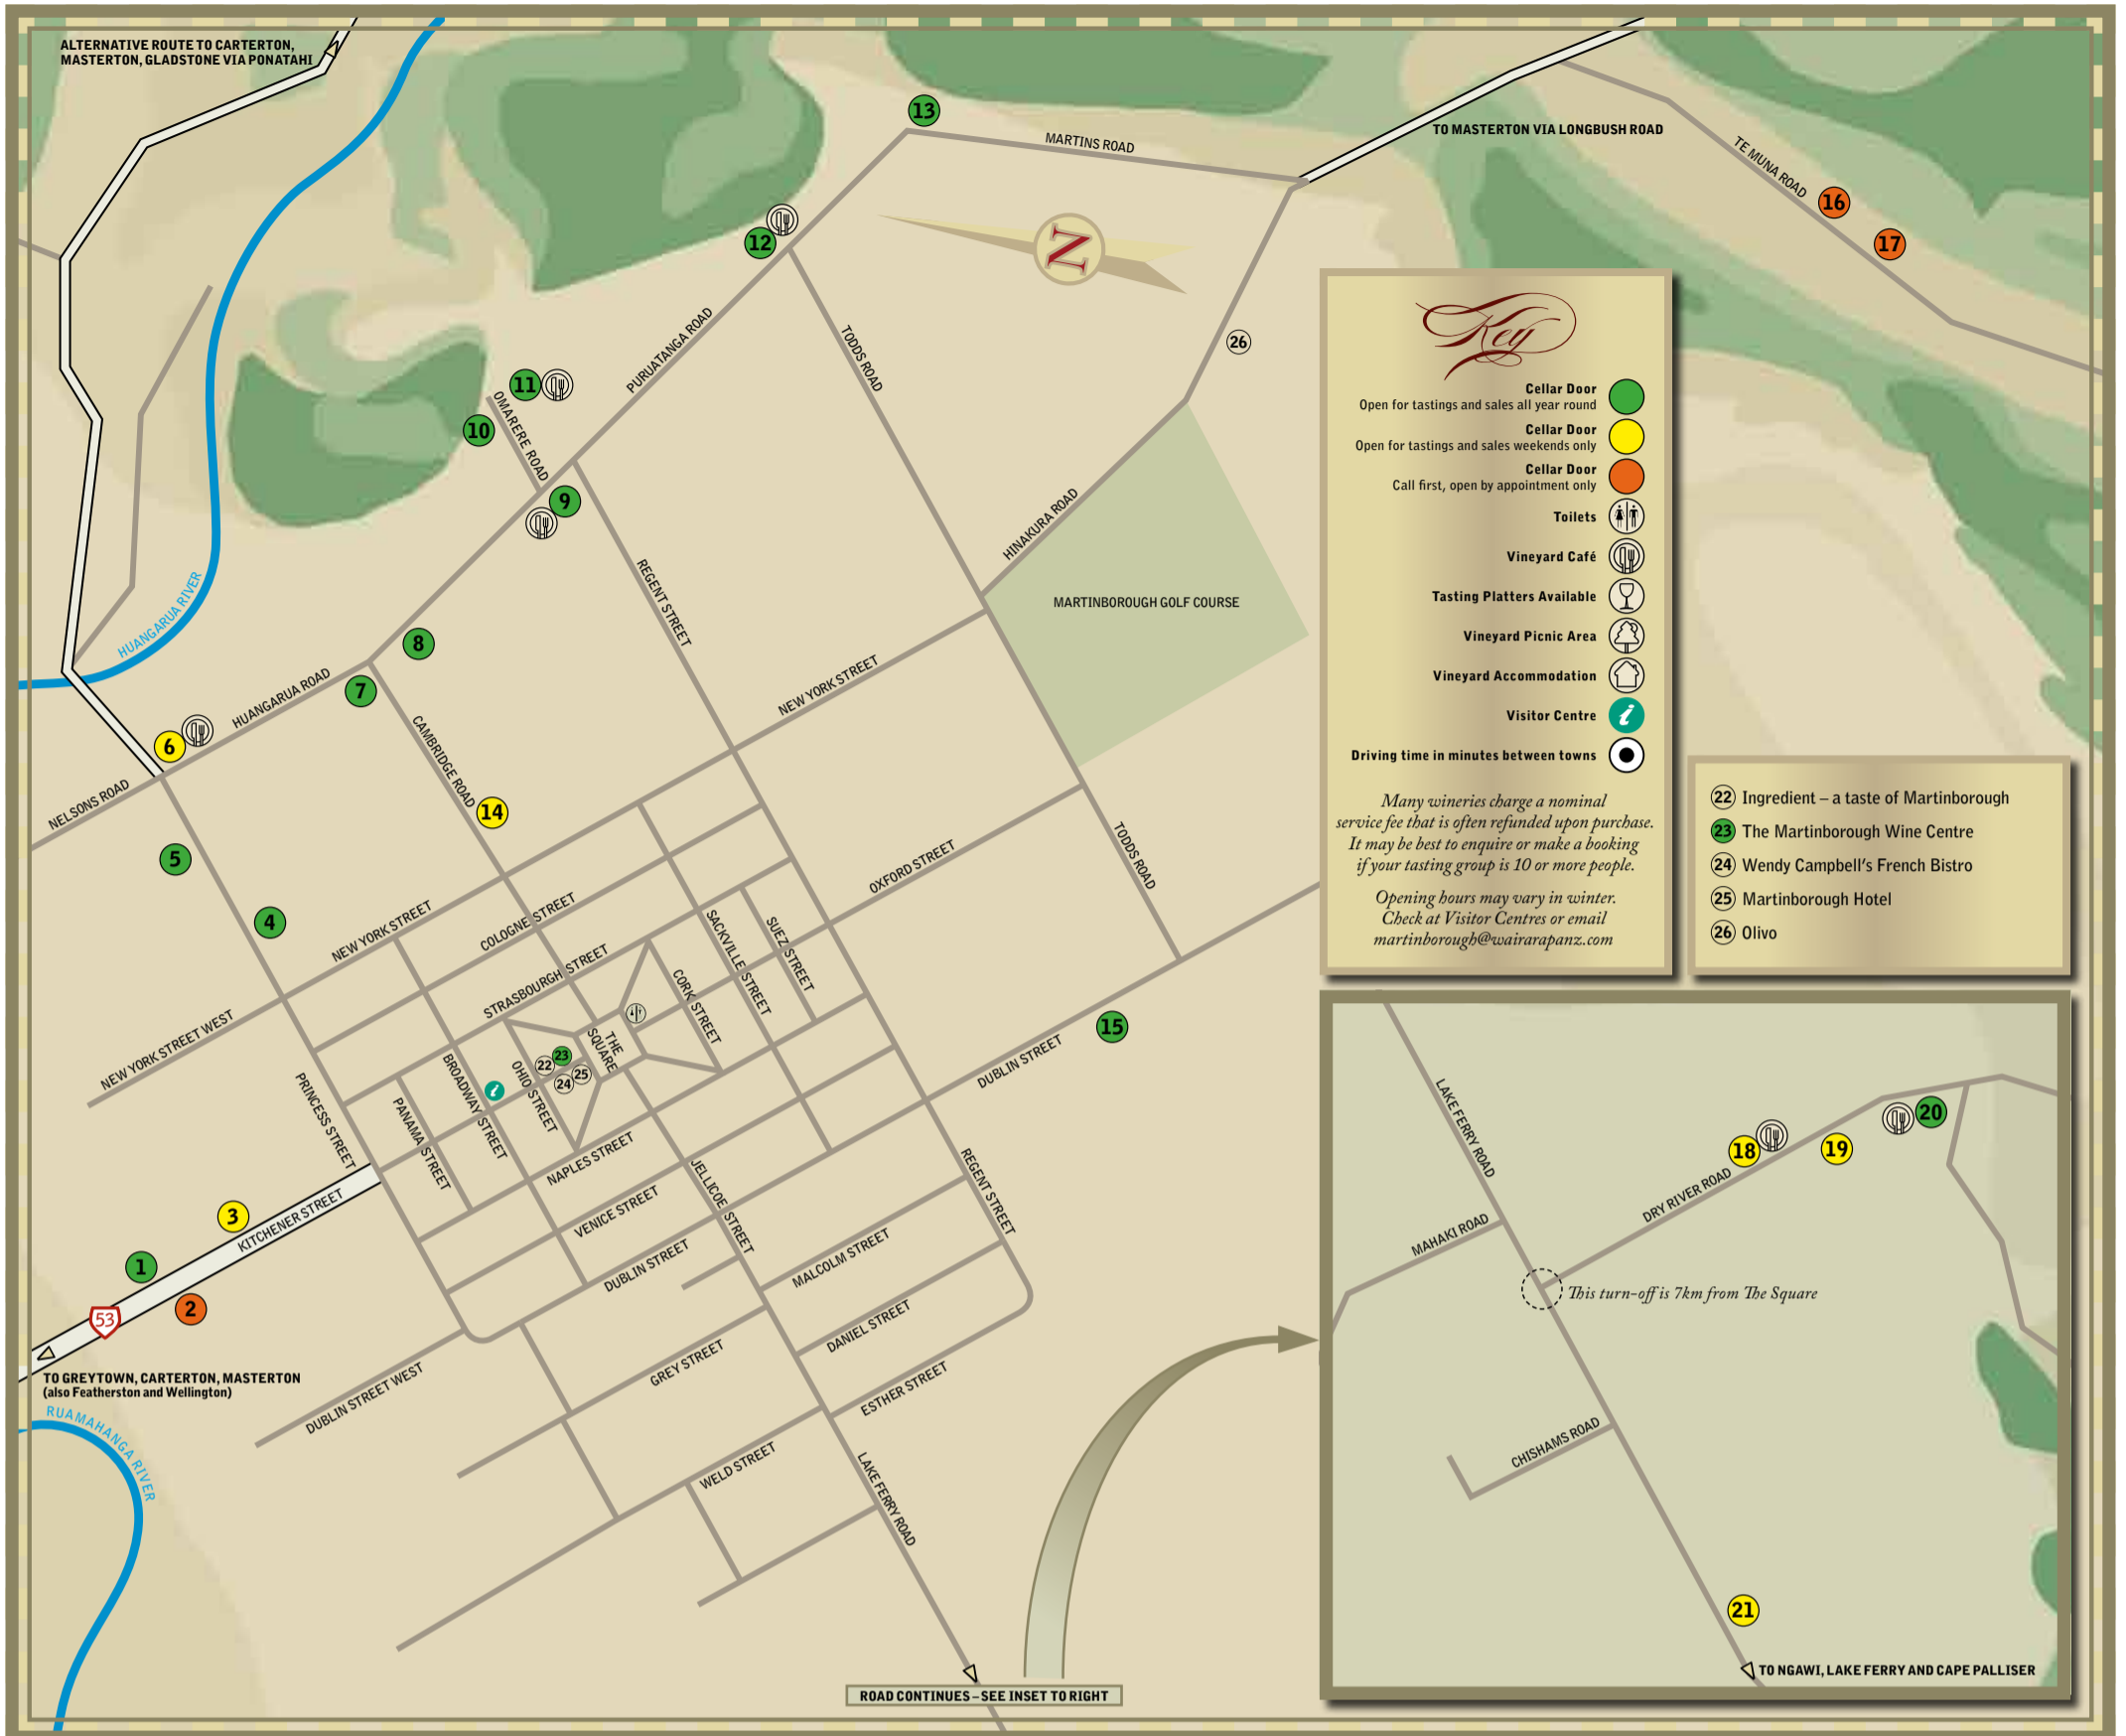 ALTERNATIVE ROUTE TO CARTERTON,
MASTERTON, GLADSTONE VIA PONATAHI
13
MARTINS ROAD
TO MASTERTON VIA LONGBUSH ROAD
TE MUNA ROAD
16
17
12
N
PURUATANGA ROAD
TODDS ROAD
26
11
OMARERE ROAD
10
9
HINAKURA ROAD
REGENT STREET
MARTINBOROUGH GOLF COURSE
HUANGARUA RIVER
8
7
HUANGARUA ROAD
NEW YORK STREET
6
CAMBRIDGE ROAD
NELSONS ROAD
14
5
TODDS ROAD
OXFORD STREET
4
NEW YORK STREET
COLOGNE STREET
SACKVILLE STREET
SUEZ STREET
STRASBOURGH STREET
CORK STREET
NEW YORK STREET WEST
THE
SQUARE
15
22
23
24
25
i
OHIO STREET
BROADWAY STREET
PANAMA STREET
PRINCESS STREET
DUBLIN STREET
NAPLES STREET
VENICE STREET
JELLICOE STREET
REGENT STREET
3
KITCHENER STREET
1
2
53
DUBLIN STREET
MALCOLM STREET
DANIEL STREET
GREY STREET
ESTHER STREET
TO GREYTOWN, CARTERTON, MASTERTON
(also Featherston and Wellington)
RUAMAHANGA RIVER
DUBLIN STREET WEST
WELD STREET
LAKE FERRY ROAD
ROAD CONTINUES – SEE INSET TO RIGHT
Key
Cellar Door
Open for tastings and sales all year round
Cellar Door
Open for tastings and sales weekends only
Cellar Door
Call first, open by appointment only
Toilets
Vineyard Café
Tasting Platters Available
Vineyard Picnic Area
Vineyard Accommodation
Visitor Centre
i
Driving time in minutes between towns
Many wineries charge a nominal
service fee that is often refunded upon purchase.
It may be best to enquire or make a booking
if your tasting group is 10 or more people.
Opening hours may vary in winter.
Check at Visitor Centres or email
martinborough@wairarapanz.com
22 Ingredient – a taste of Martinborough
23 The Martinborough Wine Centre
24 Wendy Campbell's French Bistro
25 Martinborough Hotel
26 Olivo
LAKE FERRY ROAD
MAHAKI ROAD
DRY RIVER ROAD
18
19
20
This turn-off is 7km from The Square
CHISHAMS ROAD
21
TO NGAWI, LAKE FERRY AND CAPE PALLISER